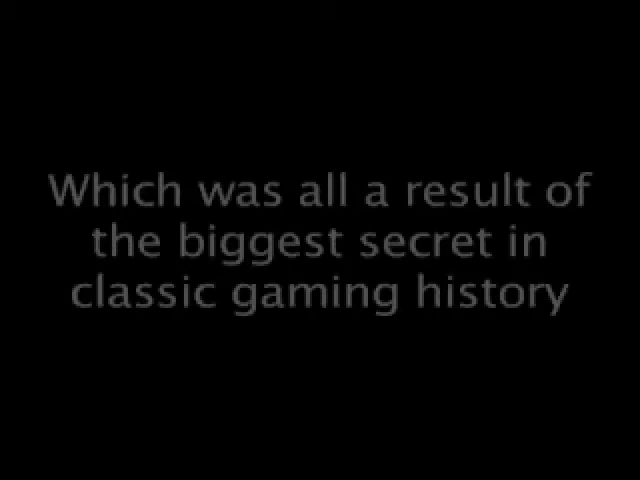 Which was all a result of
the biggest secret in
classic gaming history